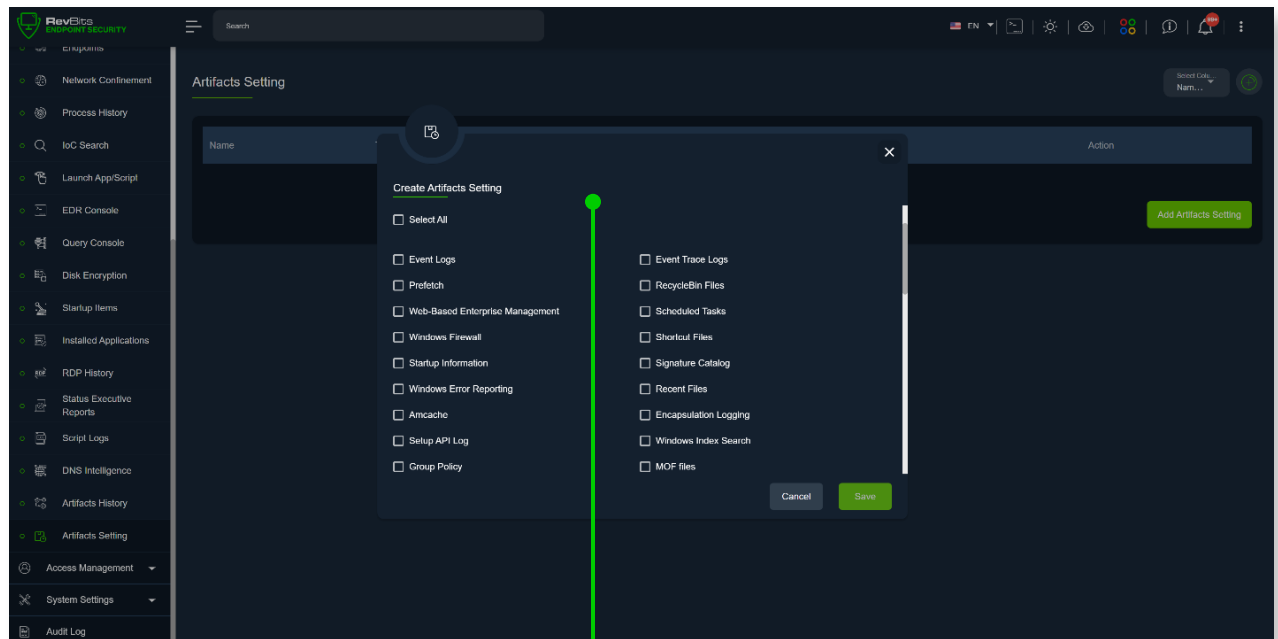 RevBits
ENDPOINT SECURITY
Search
EN
99+
Endpoints
Network Confinement
Process History
IoC Search
Launch App/Script
EDR Console
Query Console
Disk Encryption
Startup Items
Installed Applications
RDP History
Status Executive
Reports
Script Logs
DNS Intelligence
Artifacts History
Artifacts Setting
Access Management
System Settings
Audit Log
Artifacts Setting
Select Colu...
Nam...
Name
Action
Add Artifacts Setting
Create Artifacts Setting
Select All
Event Logs
Event Trace Logs
Prefetch
RecycleBin Files
Web-Based Enterprise Management
Scheduled Tasks
Windows Firewall
Shortcut Files
Startup Information
Signature Catalog
Windows Error Reporting
Recent Files
Amcache
Encapsulation Logging
Setup API Log
Windows Index Search
Group Policy
MOF files
Cancel
Save